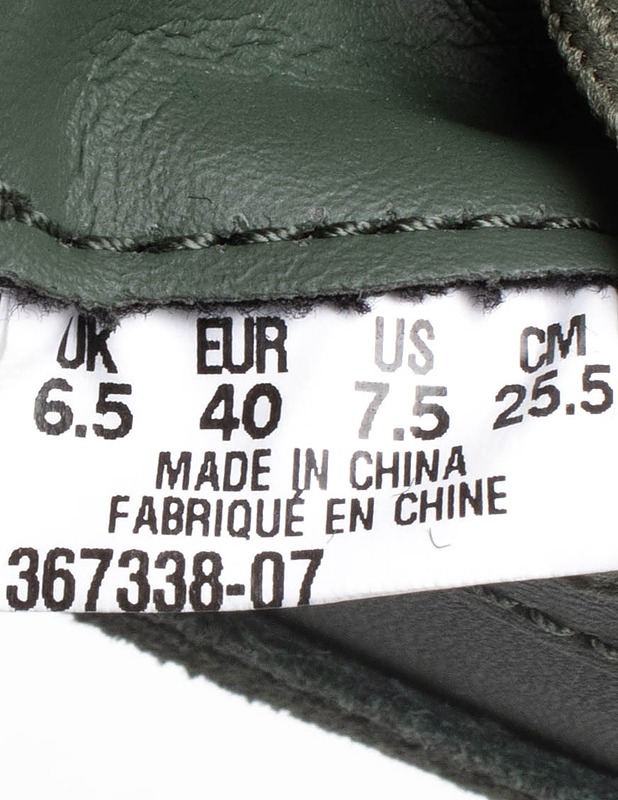 UK EUR US CM
6.5 40 7.5 25.5
MADE IN CHINA
FABRIQUÉ EN CHINE
367338-07